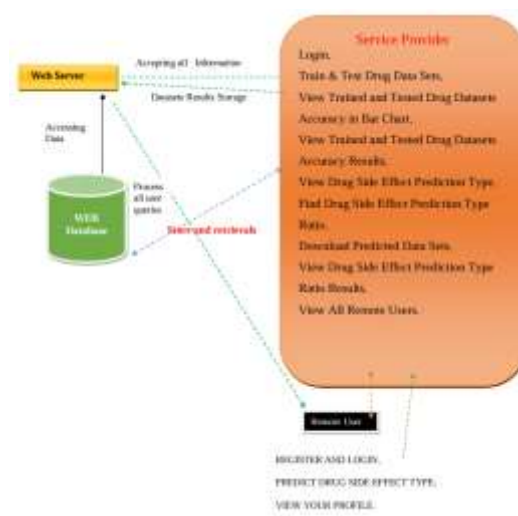 Service Provider
Login,
Train & Test Drug Data Sets,
View Trained and Tested Drug Datasets
Accuracy in Bar Chart,
View Trained and Tested Drug Datasets
Accuracy Results,
View Drug Side Effect Prediction Type,
Find Drug Side Effect Prediction Type
Ratio,
Download Predicted Data Sets,
View Drug Side Effect Prediction Type
Ratio Results,
View All Remote Users.
Accepting all Information
Web Server
Datasets Results Storage
Accessing
Data
Process
all user
queries
WEB
Database
Store and retrievals
Remote User
REGISTER AND LOGIN,
PREDICT DRUG SIDE EFFECT TYPE,
VIEW YOUR PROFILE.